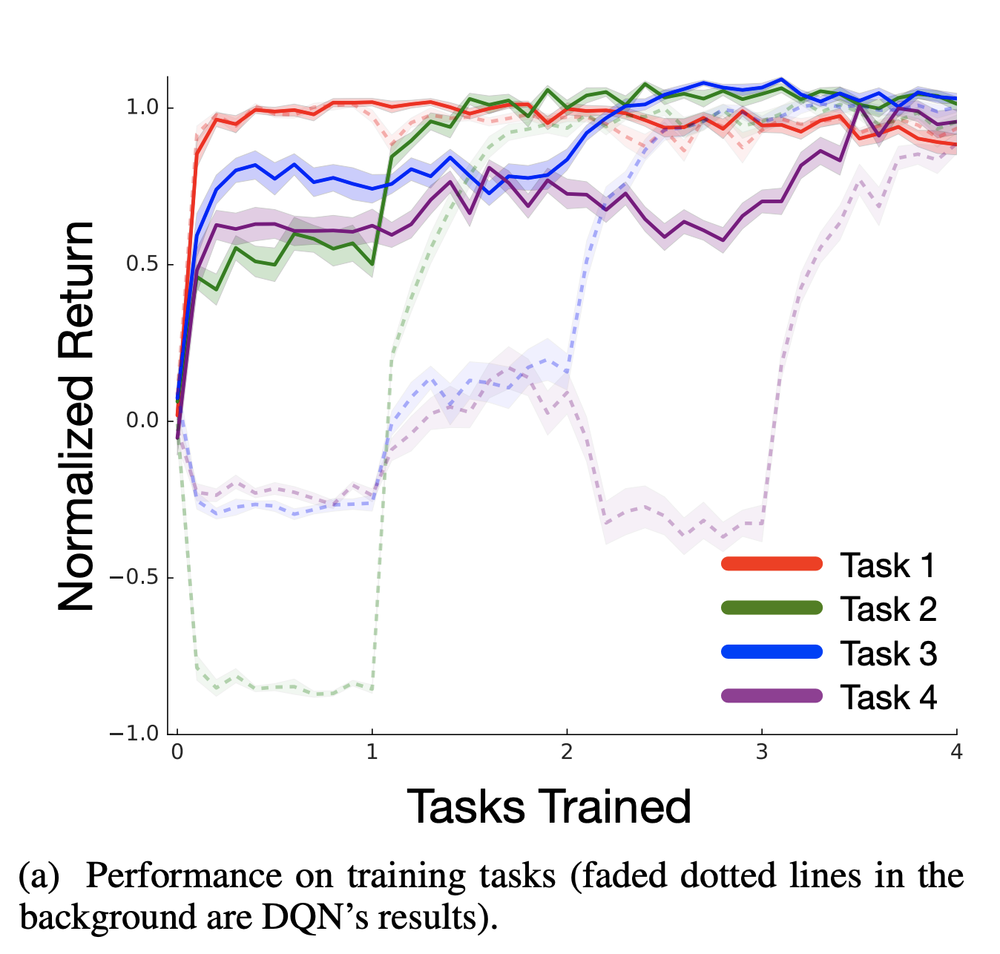 1.0
0.5
0.0
−0.5
−1.0
0 1 2 3 4
Normalized Return
Tasks Trained
Task 1
Task 2
Task 3
Task 4
(a) Performance on training tasks (faded dotted lines in the
background are DQN’s results).